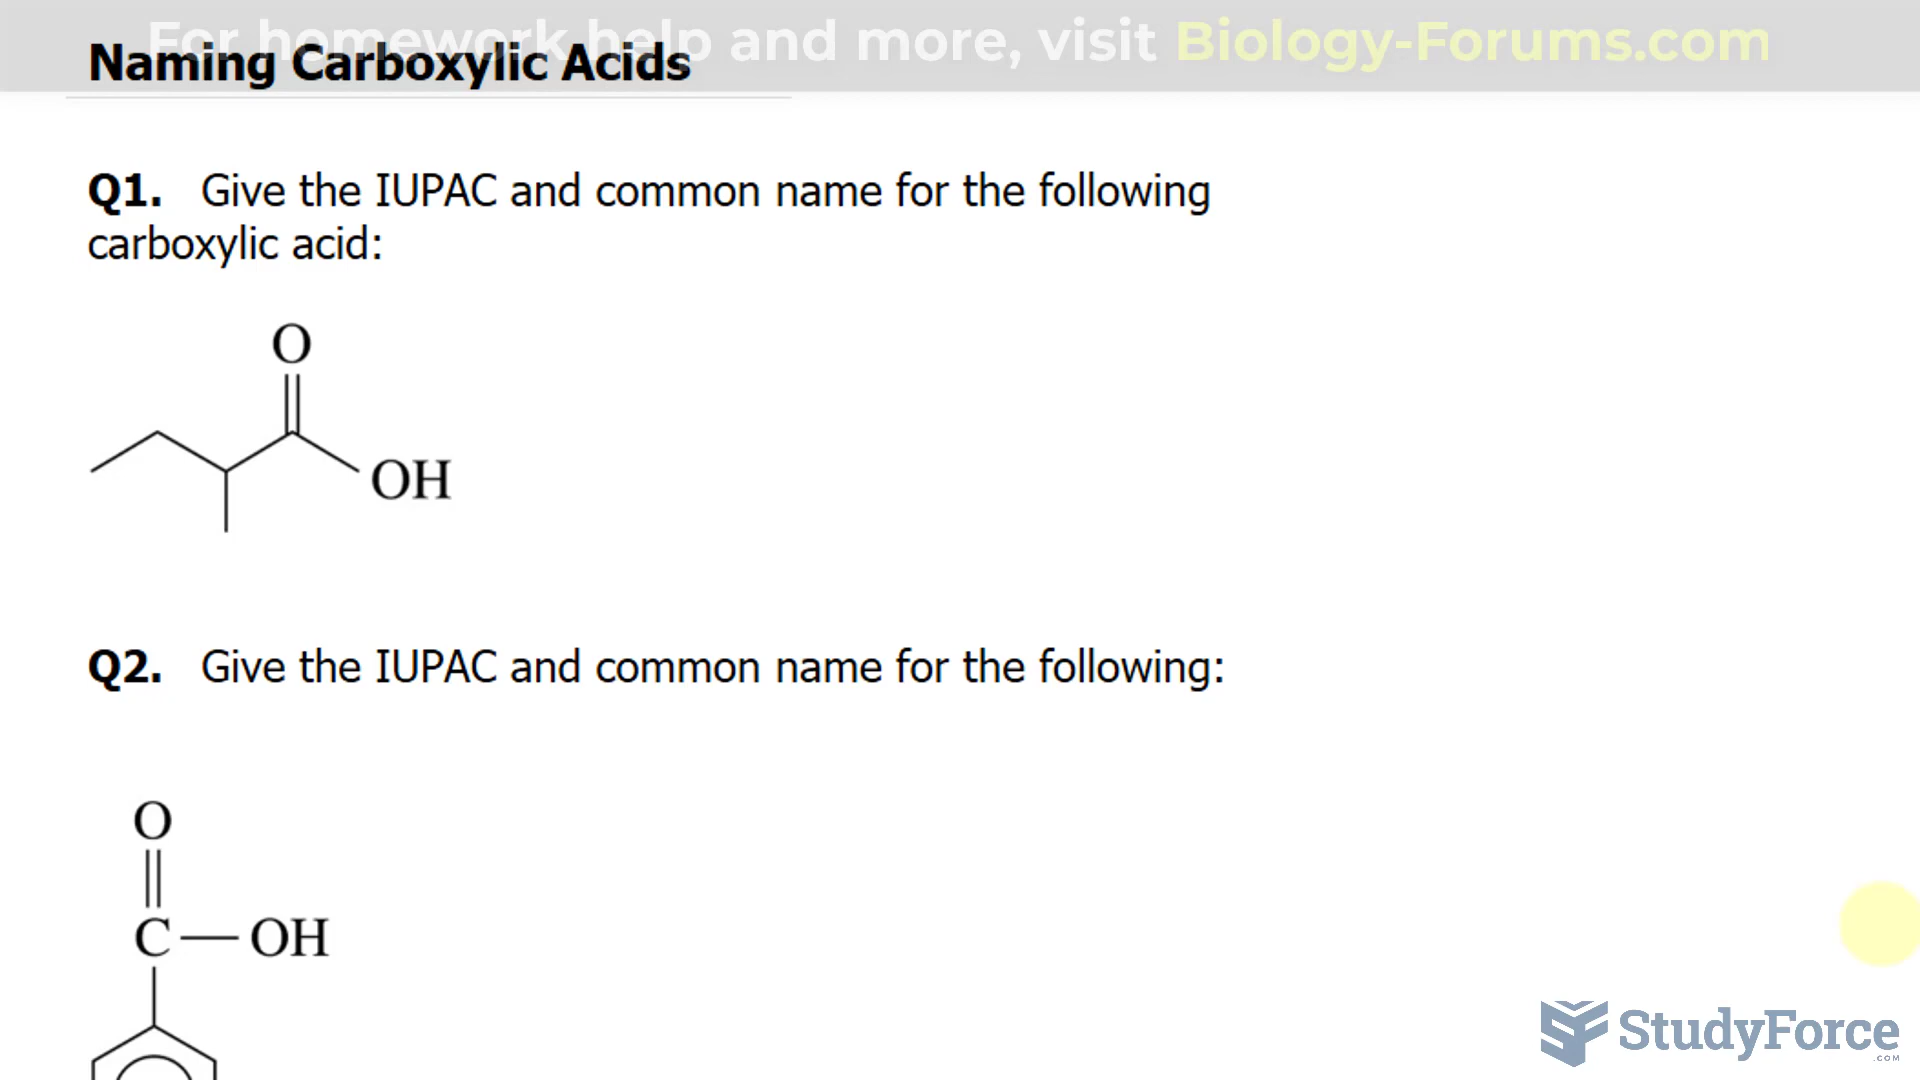 For homework help and more, visit Biology-Forums.com
Naming Carboxylic Acids
Q1. Give the IUPAC and common name for the following
carboxylic acid:
O
OH
Q2. Give the IUPAC and common name for the following:
O
C — OH
StudyForce
.COM